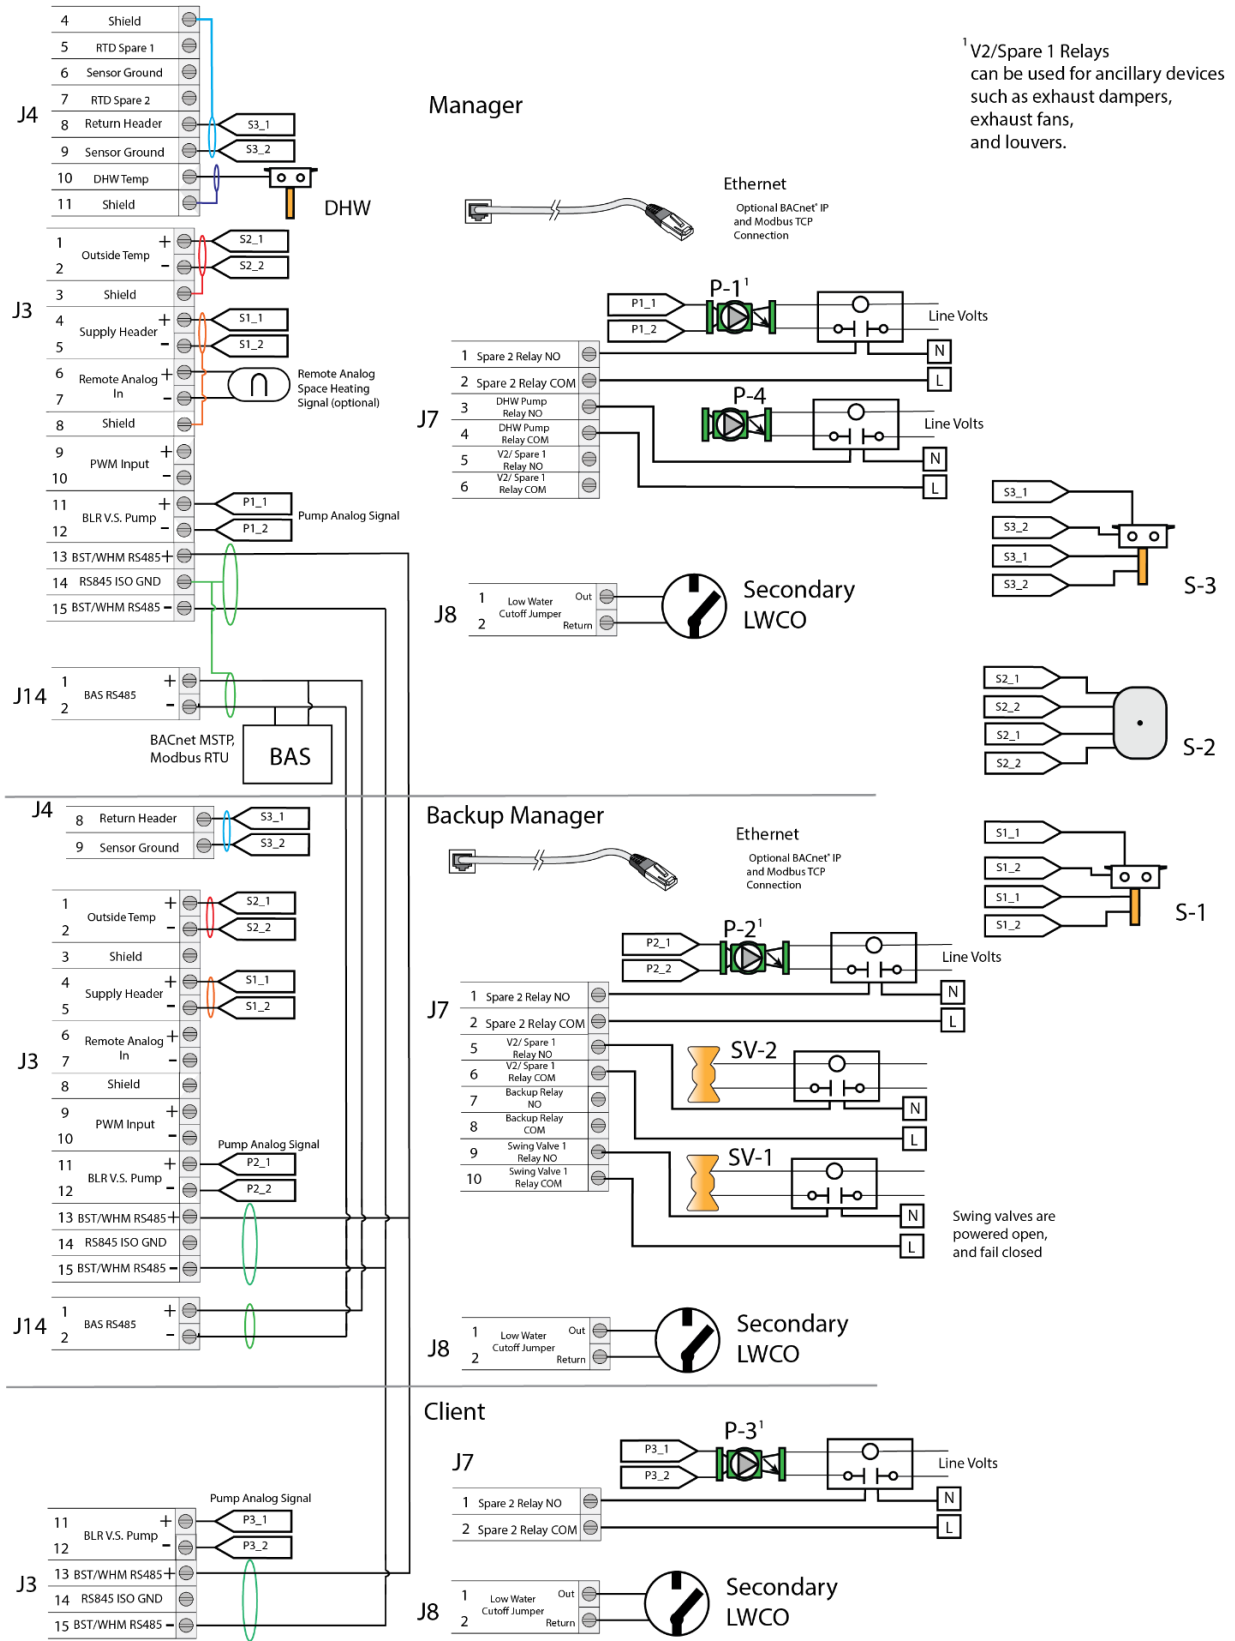 J4
4 Shield
5 RTD Spare 1
6 Sensor Ground
7 RTD Spare 2
8 Return Header S3_1
9 Sensor Ground S3_2
10 DHW Temp
11 Shield
DHW
J3
1 +
Outside Temp
2 -
S2_1
S2_2
3 Shield
4 +
Supply Header
5 -
S1_1
S1_2
6 +
Remote Analog
In
7 -
Remote Analog
Space Heating
Signal (optional)
8 Shield
9 +
PWM Input
10 -
11 +
BLR V.S. Pump
12 -
P1_1
P1_2
Pump Analog Signal
13 BST/WHM RS485 +
14 RS845 ISO GND
15 BST/WHM RS485 -
J14
1 +
BAS RS485
2 -
BACnet MSTP,
Modbus RTU
BAS
Manager
Ethernet
Optional BACnet® IP
and Modbus TCP
Connection
1 V2/Spare 1 Relays
can be used for ancillary devices
such as exhaust dampers,
exhaust fans,
and louvers.
P-1 1
P1_1
P1_2
Line Volts
N
L
J7
1 Spare 2 Relay NO
2 Spare 2 Relay COM
3 DHW Pump
Relay NO
4 DHW Pump
Relay COM
5 V2/ Spare 1
Relay NO
6 V2/ Spare 1
Relay COM
P-4
Line Volts
N
L
J8
1 Out
Low Water
Cutoff Jumper
2 Return
Secondary
LWCO
S3_1
S3_2
S3_1
S3_2
S-3
S2_1
S2_2
S2_1
S2_2
S-2
S1_1
S1_2
S1_1
S1_2
S-1
J4
8 Return Header S3_1
9 Sensor Ground S3_2
J3
1 +
Outside Temp
2 -
S2_1
S2_2
3 Shield
4 +
Supply Header
5 -
S1_1
S1_2
6 +
Remote Analog
In
7 -
8 Shield
9 +
PWM Input
10 -
Pump Analog Signal
11 +
BLR V.S. Pump
12 -
P2_1
P2_2
13 BST/WHM RS485 +
14 RS845 ISO GND
15 BST/WHM RS485 -
J14
1 +
BAS RS485
2 -
Backup Manager
Ethernet
Optional BACnet® IP
and Modbus TCP
Connection
P-2 1
P2_1
P2_2
Line Volts
N
L
J7
1 Spare 2 Relay NO
2 Spare 2 Relay COM
5 V2/ Spare 1
Relay NO
6 V2/ Spare 1
Relay COM
7 Backup Relay
NO
8 Backup Relay
COM
9 Swing Valve 1
Relay NO
10 Swing Valve 1
Relay COM
SV-2
N
L
SV-1
N
L
Swing valves are
powered open,
and fail closed
J8
1 Out
Low Water
Cutoff Jumper
2 Return
Secondary
LWCO
Client
P-3 1
P3_1
P3_2
Line Volts
N
L
J7
1 Spare 2 Relay NO
2 Spare 2 Relay COM
Pump Analog Signal
J3
11 +
BLR V.S. Pump
12 -
P3_1
P3_2
13 BST/WHM RS485 +
14 RS845 ISO GND
15 BST/WHM RS485 -
J8
1 Out
Low Water
Cutoff Jumper
2 Return
Secondary
LWCO